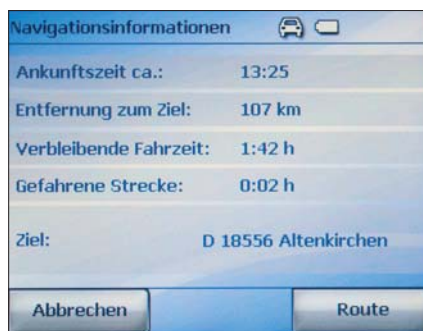 Navigationsinformationen
Ankunftszeit ca.: 13:25
Entfernung zum Ziel: 107 km
Verbleibende Fahrzeit: 1:42 h
Gefahrene Strecke: 0:02 h
Ziel: D 18556 Altenkirchen
Abbrechen Route